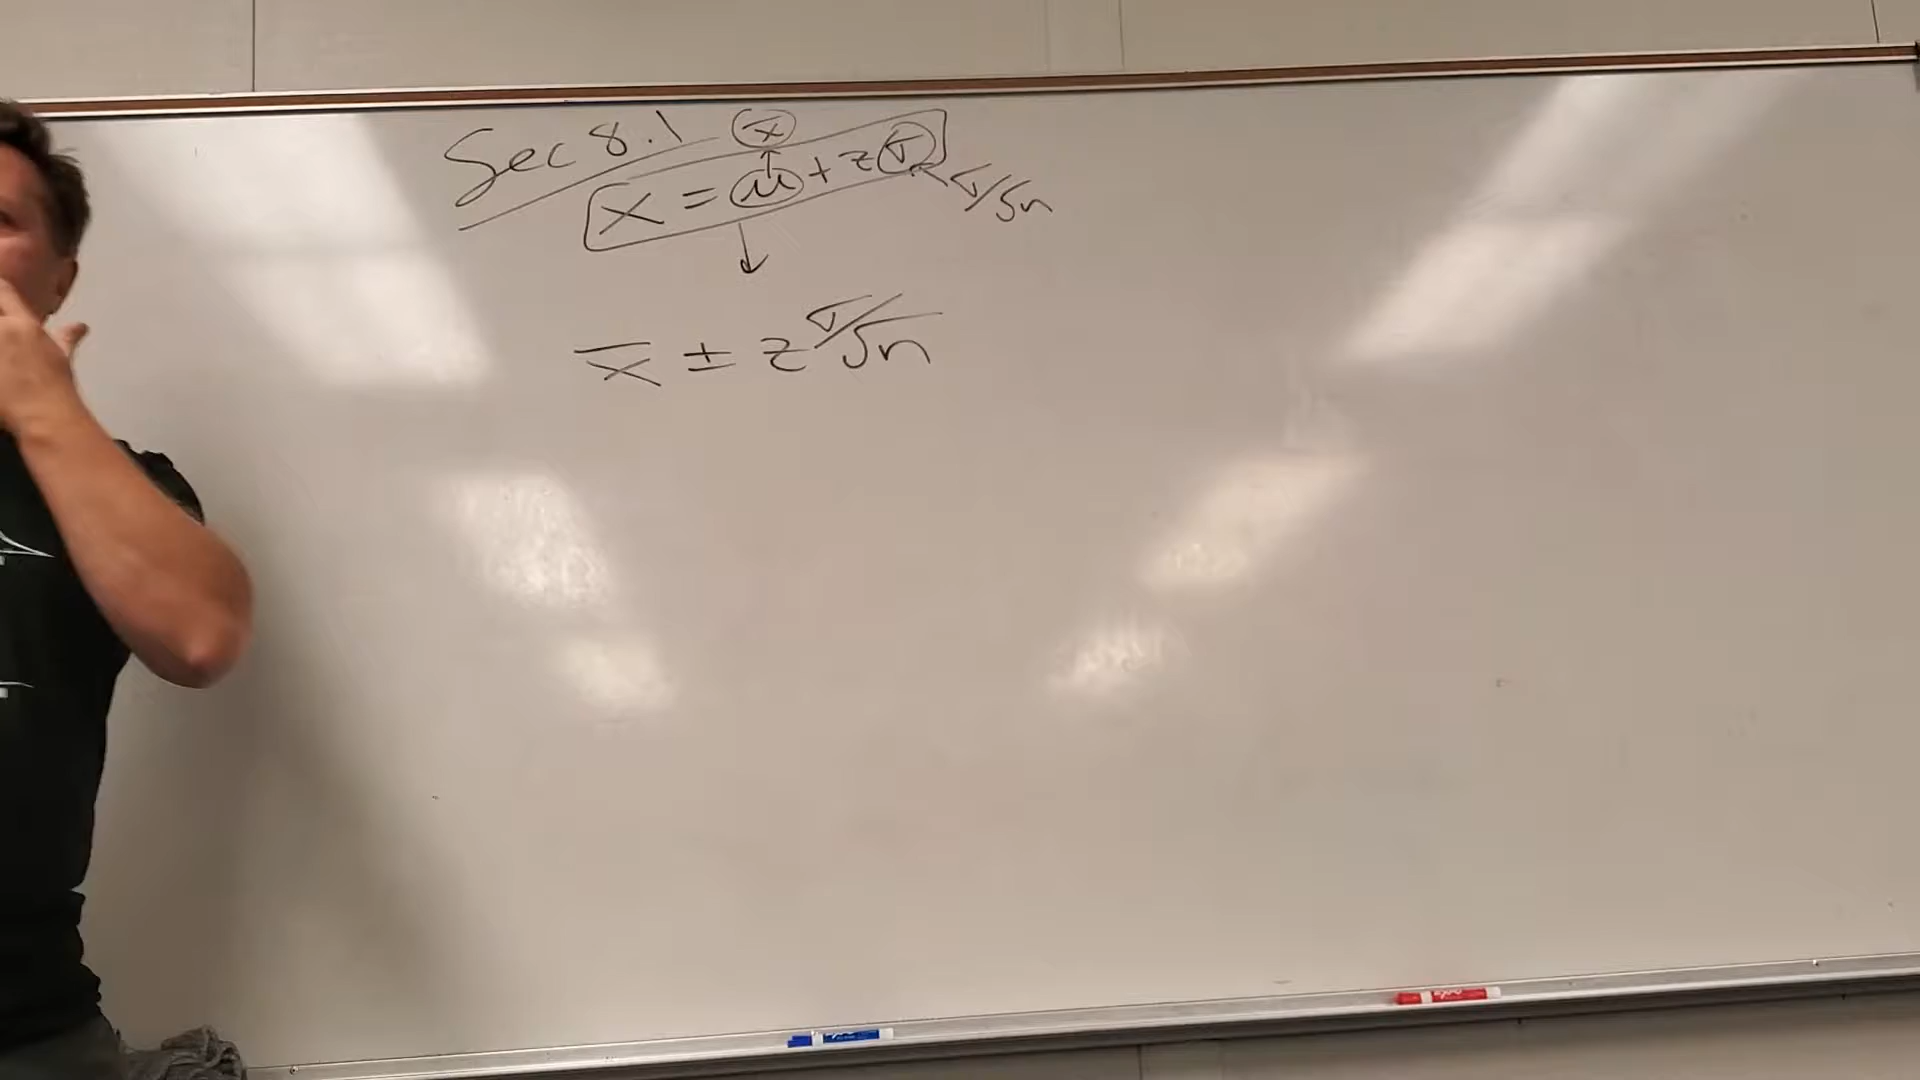 Sec 8.1 x̄
x = μ + zσ σ/√n
x̄ ± z σ/√n